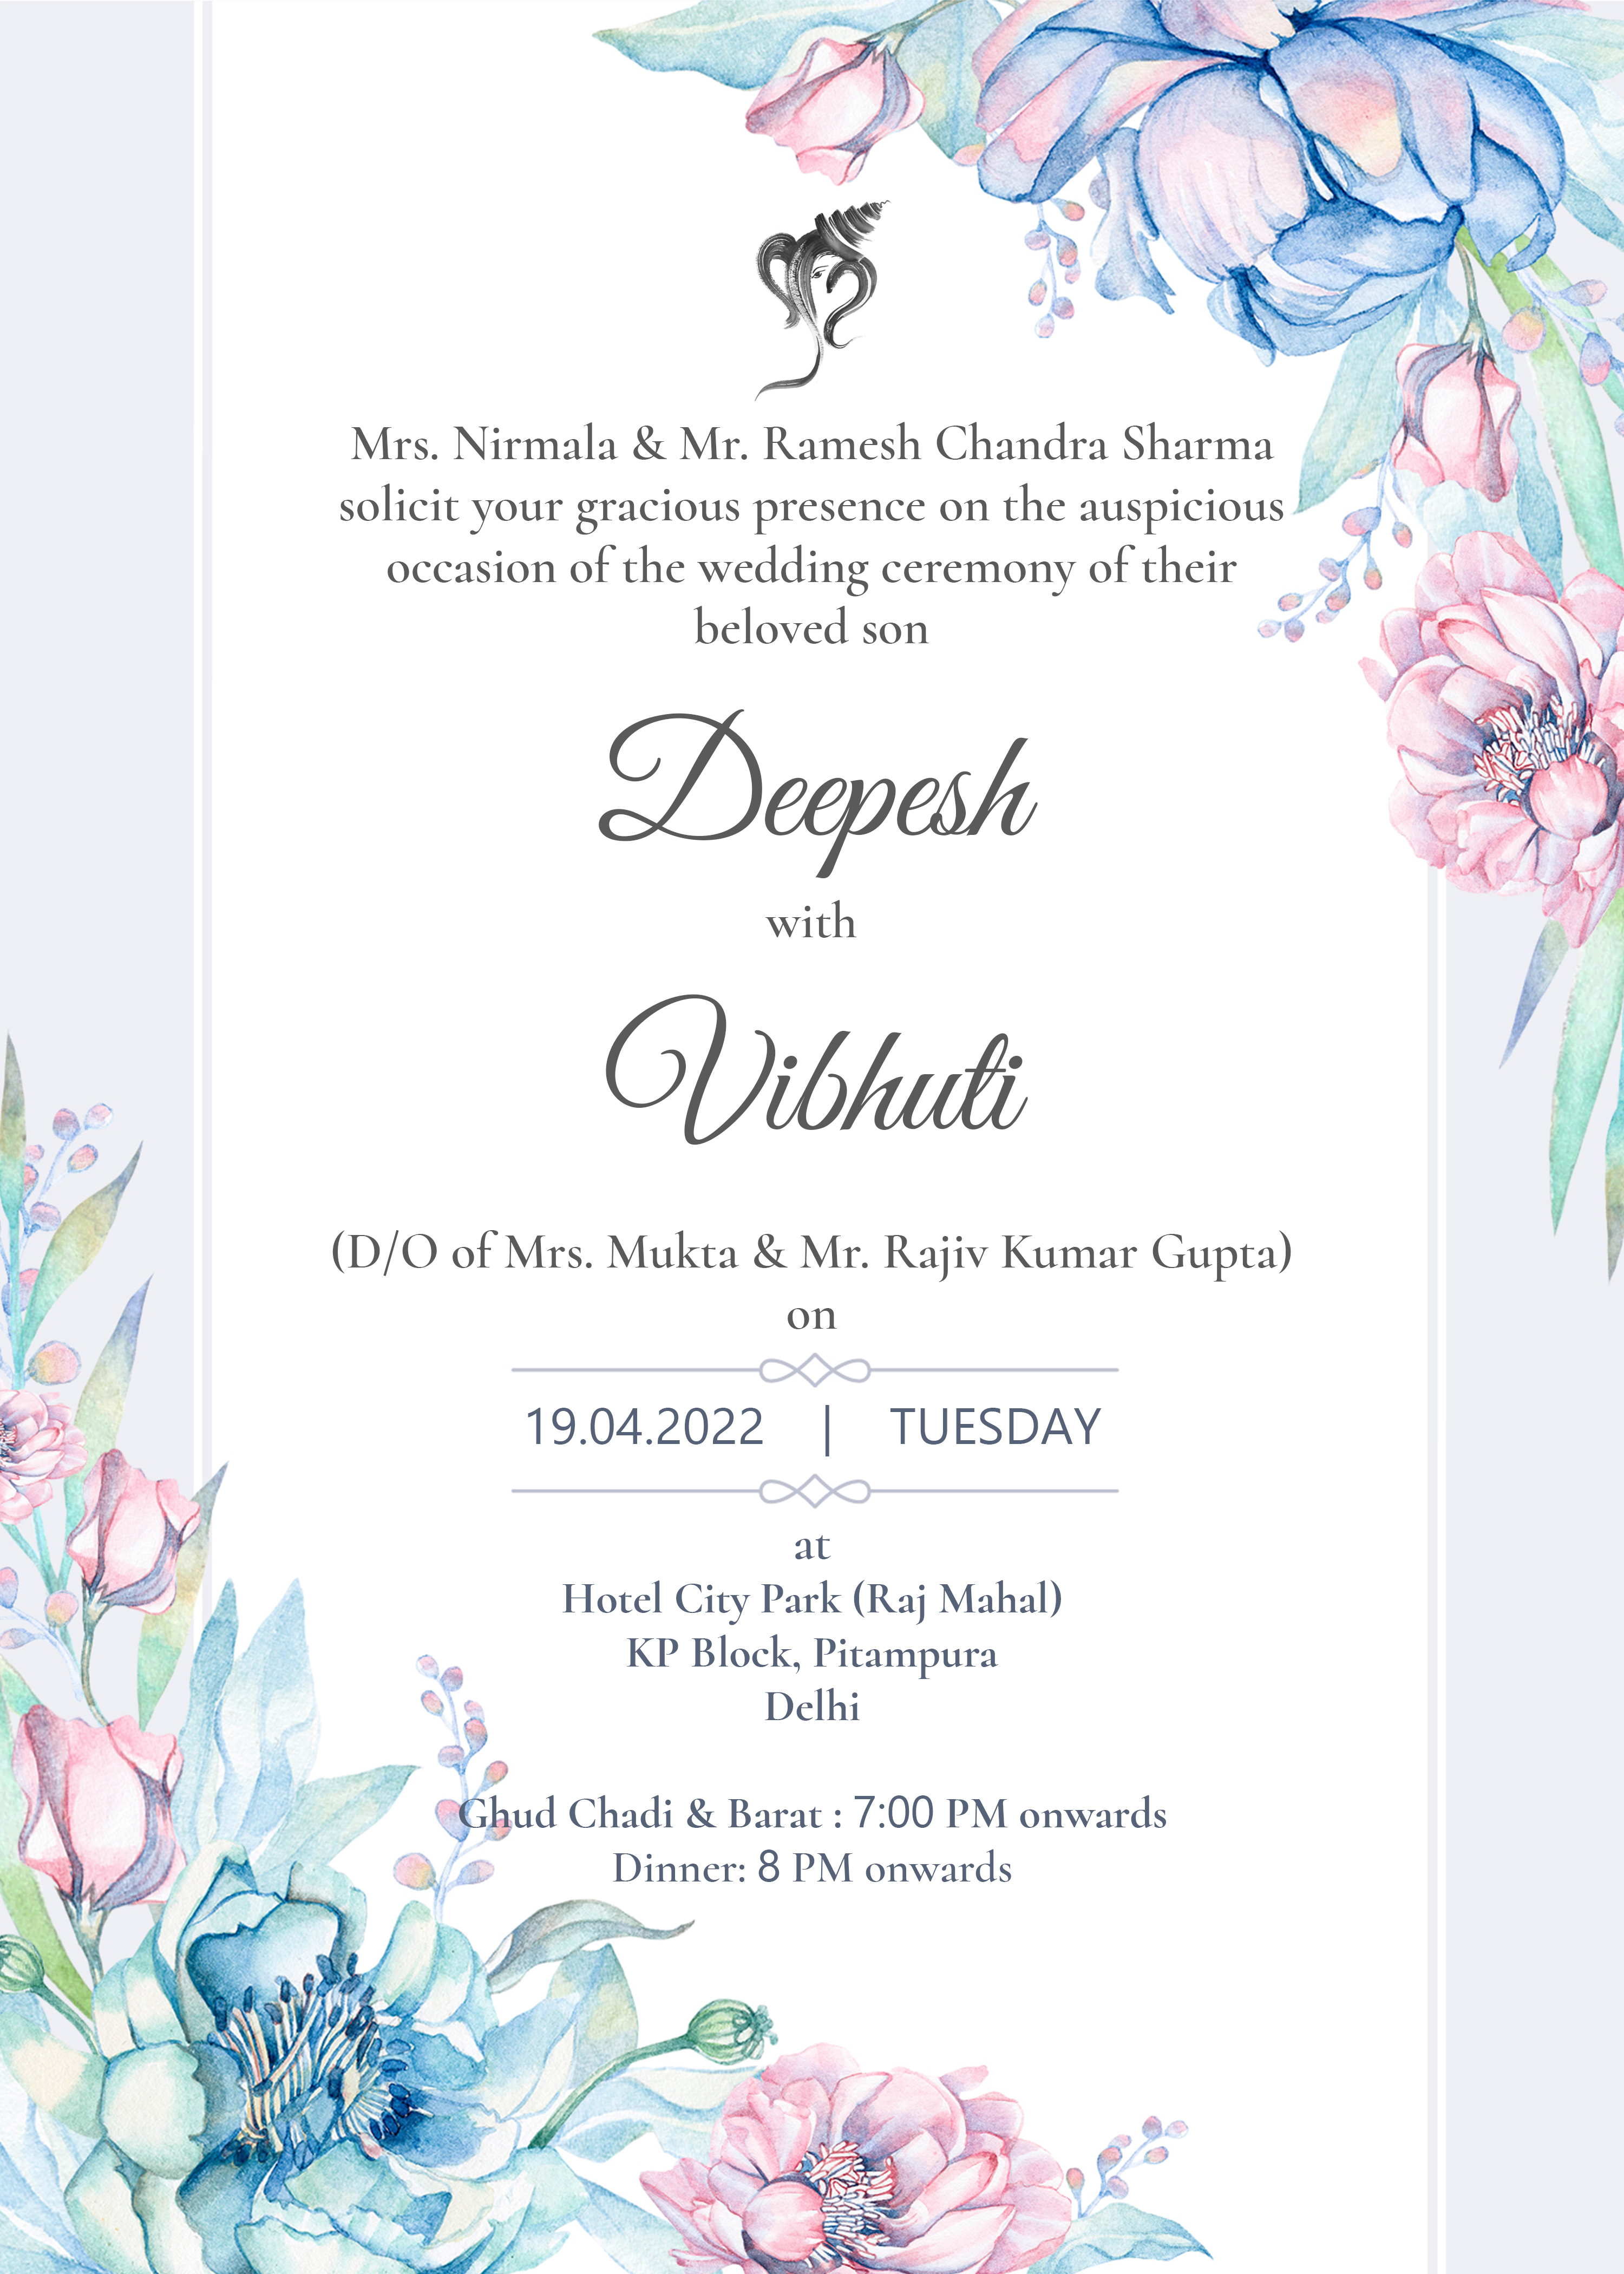 Mrs. Nirmala & Mr. Ramesh Chandra Sharma
solicit your gracious presence on the auspicious
occasion of the wedding ceremony of their
beloved son
Deepesh
with
Vibhuti
(D/O of Mrs. Mukta & Mr. Rajiv Kumar Gupta)
on
19.04.2022 | TUESDAY
at
Hotel City Park (Raj Mahal)
KP Block, Pitampura
Delhi
Ghud Chadi & Barat : 7:00 PM onwards
Dinner: 8 PM onwards